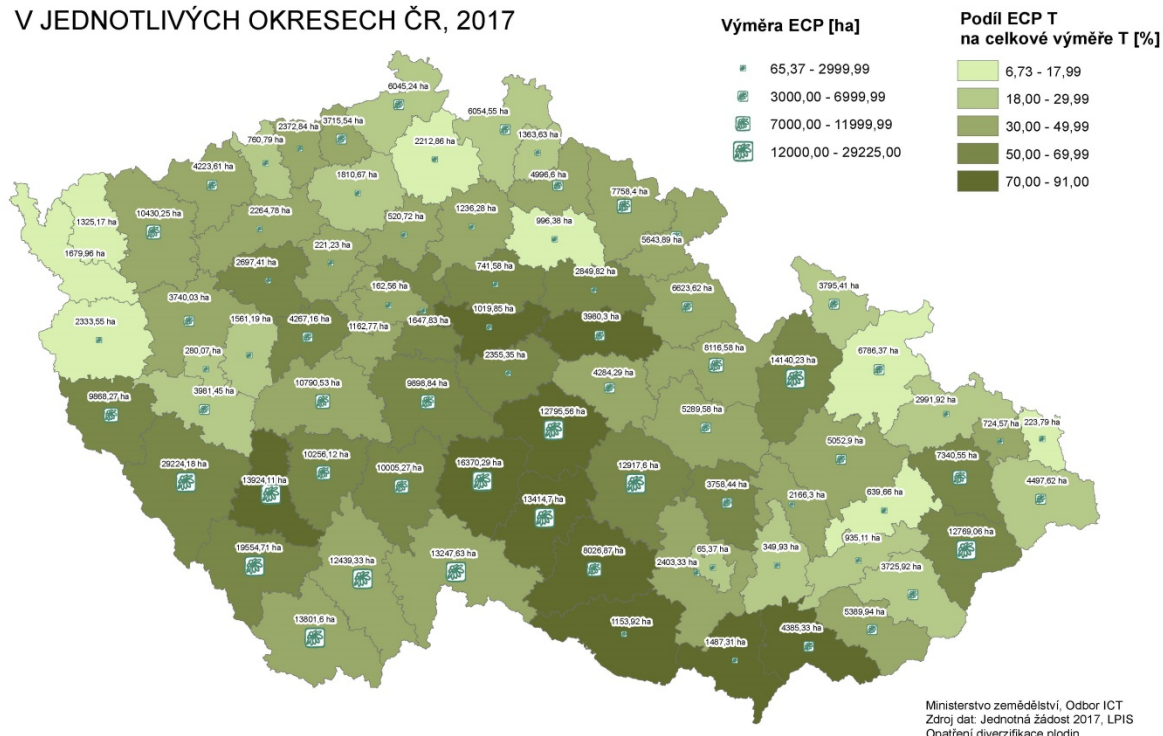 V JEDNOTLIVÝCH OKRESECH ČR, 2017
Výměra ECP [ha]
65,37 - 2999,99
3000,00 - 6999,99
7000,00 - 11999,99
12000,00 - 29225,00
Podíl ECP T
na celkové výměře T [%]
6,73 - 17,99
18,00 - 29,99
30,00 - 49,99
50,00 - 69,99
70,00 - 91,00
6045,24 ha
6054,55 ha
3715,54 ha
2372,84 ha
760,79 ha
1363,63 ha
2212,86 ha
4223,61 ha
1810,67 ha
4996,6 ha
7758,4 ha
10430,25 ha
2264,78 ha
1236,28 ha
520,72 ha
1325,17 ha
996,38 ha
5643,89 ha
221,23 ha
1679,96 ha
2697,41 ha
741,58 ha
2849,82 ha
3795,41 ha
162,56 ha
6623,62 ha
3740,03 ha
1019,85 ha
3980,3 ha
2333,55 ha
1561,19 ha
4267,16 ha
1647,83 ha
1162,77 ha
8116,58 ha
6786,37 ha
280,07 ha
2355,35 ha
14140,23 ha
4284,29 ha
9868,27 ha
3981,45 ha
10790,53 ha
9898,84 ha
2991,92 ha
5289,58 ha
12795,56 ha
724,57 ha
223,79 ha
5052,9 ha
29224,18 ha
10256,12 ha
10005,27 ha
16370,29 ha
12917,6 ha
7340,55 ha
13924,11 ha
3758,44 ha
2166,3 ha
639,66 ha
4497,62 ha
13414,7 ha
935,11 ha
12769,06 ha
19554,71 ha
12439,33 ha
13247,63 ha
8026,87 ha
65,37 ha
349,93 ha
2403,33 ha
3725,92 ha
13801,6 ha
1153,92 ha
5389,94 ha
4385,33 ha
1487,31 ha
Ministerstvo zemědělství, Odbor ICT
Zdroj dat: Jednotná žádost 2017, LPIS
Opatření diverzifikace plodin